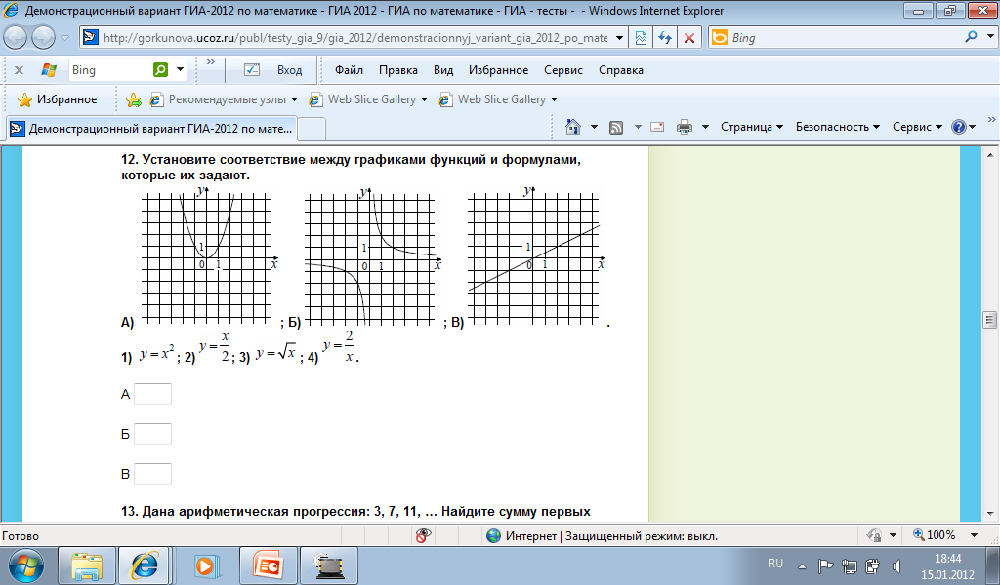 Демонстрационный вариант ГИА-2012 по математике - ГИА 2012 - ГИА по математике - ГИА - тесты - - Windows Internet Explorer
http://gorkunova.ucoz.ru/publ/testy_gia_9/gia_2012/demonstracionnyj_variant_gia_2012_po_mate
Bing
Bing
»
Вход
Файл Правка Вид Избранное Сервис Справка
Избранное
Рекомендуемые узлы
Web Slice Gallery
Web Slice Gallery
Демонстрационный вариант ГИА-2012 по мате...
Страница Безопасность Сервис »
12. Установите соответствие между графиками функций и формулами,
которые их задают.
y y y
1 1 1
0 1 x 0 1 x 0 1 x
А) ; Б) ; В) .
1) y = x² ; 2) y = x/2 ; 3) y = √x ; 4) y = 2/x .
А
Б
В
13. Дана арифметическая прогрессия: 3, 7, 11, … Найдите сумму первых
Готово
Интернет | Защищенный режим: выкл.
100%
RU
18:44
15.01.2012